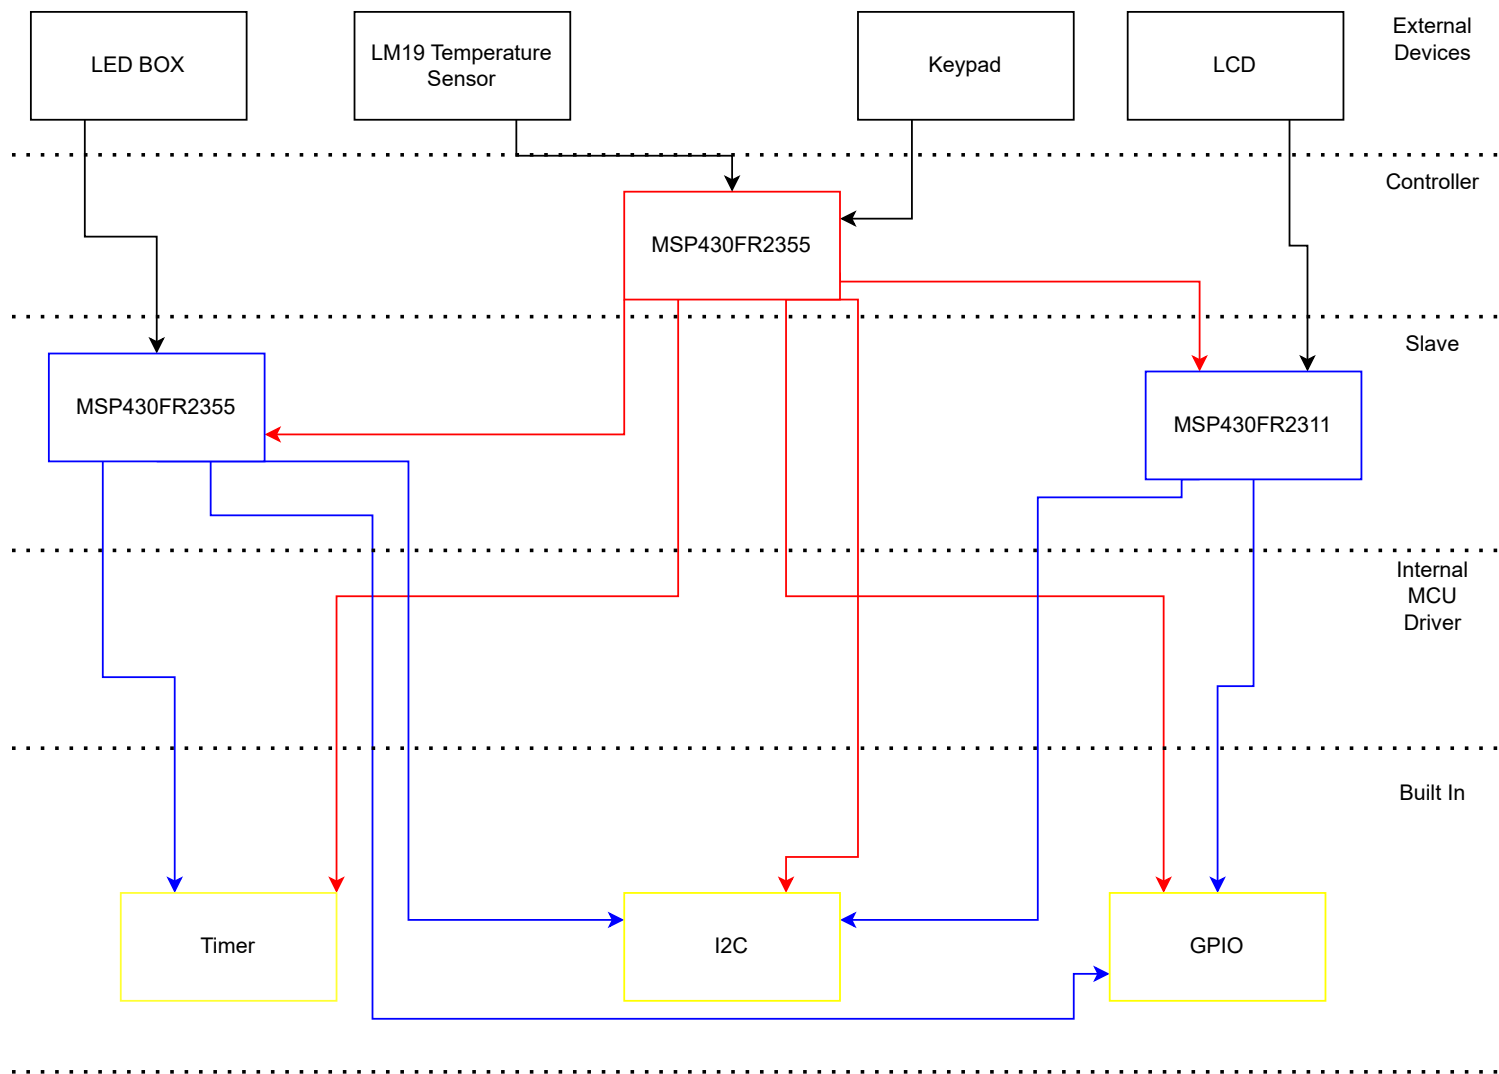 LED BOX
LM19 Temperature
Sensor
Keypad
LCD
External
Devices
Controller
MSP430FR2355
Slave
MSP430FR2355
MSP430FR2311
Internal
MCU
Driver
Built In
Timer
I2C
GPIO